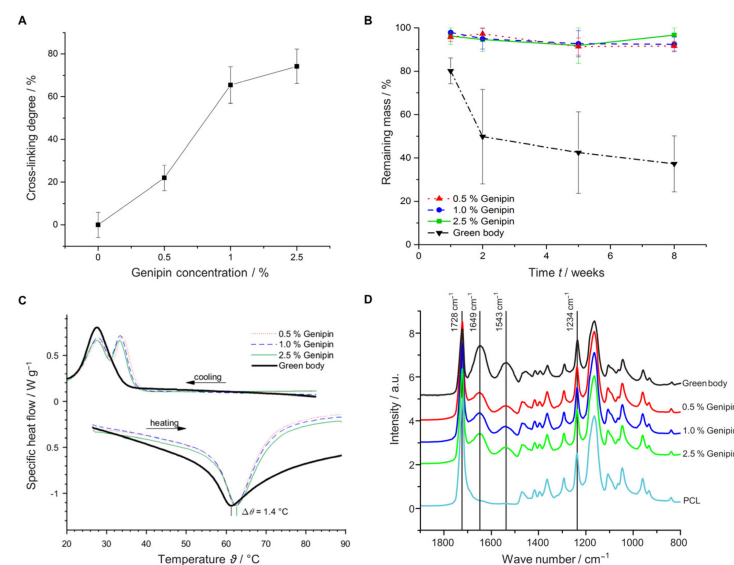 A
80
70
60
50
40
30
20
10
0
Cross-linking degree / %
0
0.5
1
2.5
Genipin concentration / %
B
100
80
60
40
20
0
Remaining mass / %
0.5 % Genipin
1.0 % Genipin
2.5 % Genipin
Green body
0
2
4
6
8
Time t / weeks
C
1
0.5
0
-0.5
-1
Specific heat flow / W g⁻¹
0.5 % Genipin
1.0 % Genipin
2.5 % Genipin
Green body
cooling
heating
Δϑ = 1.4 °C
20
30
40
50
60
70
80
90
Temperature ϑ / °C
D
1728 cm⁻¹
1649 cm⁻¹
1543 cm⁻¹
1234 cm⁻¹
8
6
4
2
0
Intensity / a.u.
Green body
0.5 % Genipin
1.0 % Genipin
2.5 % Genipin
PCL
1800
1600
1400
1200
1000
800
Wave number / cm⁻¹